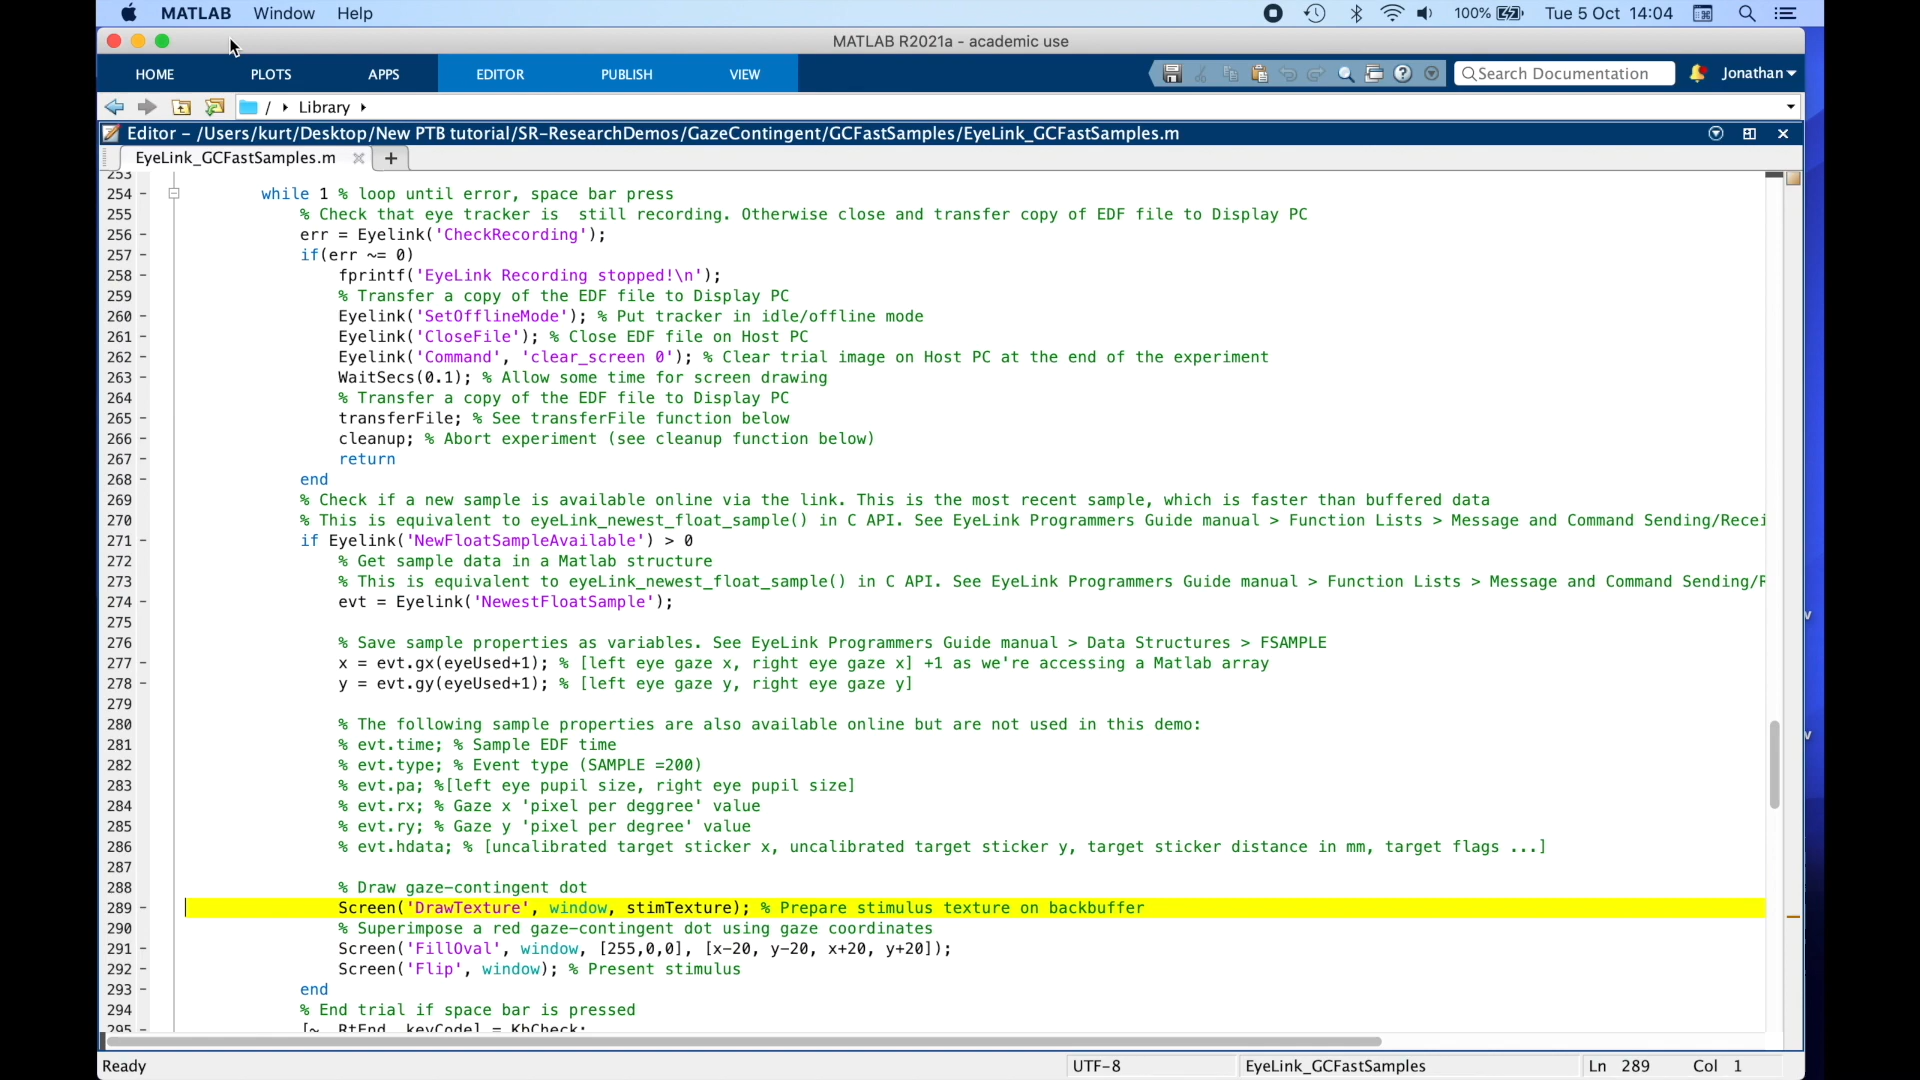 MATLAB Window Help 100% Tue 5 Oct 14:04
MATLAB R2021a - academic use
HOME PLOTS APPS EDITOR PUBLISH VIEW Search Documentation Jonathan
/ Library
Editor - /Users/kurt/Desktop/New PTB tutorial/SR-ResearchDemos/GazeContingent/GCFastSamples/EyeLink_GCFastSamples.m
EyeLink_GCFastSamples.m +
253
254 - while 1 % loop until error, space bar press
255 % Check that eye tracker is  still recording. Otherwise close and transfer copy of EDF file to Display PC
256 - err = Eyelink('CheckRecording');
257 - if(err ~= 0)
258 - fprintf('EyeLink Recording stopped!\n');
259 % Transfer a copy of the EDF file to Display PC
260 - Eyelink('SetOfflineMode'); % Put tracker in idle/offline mode
261 - Eyelink('CloseFile'); % Close EDF file on Host PC
262 - Eyelink('Command', 'clear_screen 0'); % Clear trial image on Host PC at the end of the experiment
263 - WaitSecs(0.1); % Allow some time for screen drawing
264 % Transfer a copy of the EDF file to Display PC
265 - transferFile; % See transferFile function below
266 - cleanup; % Abort experiment (see cleanup function below)
267 - return
268 - end
269 % Check if a new sample is available online via the link. This is the most recent sample, which is faster than buffered data
270 % This is equivalent to eyeLink_newest_float_sample() in C API. See EyeLink Programmers Guide manual > Function Lists > Message and Command Sending/Recei
271 - if Eyelink('NewFloatSampleAvailable') > 0
272 % Get sample data in a Matlab structure
273 % This is equivalent to eyeLink_newest_float_sample() in C API. See EyeLink Programmers Guide manual > Function Lists > Message and Command Sending/R
274 - evt = Eyelink('NewestFloatSample');
275
276 % Save sample properties as variables. See EyeLink Programmers Guide manual > Data Structures > FSAMPLE
277 - x = evt.gx(eyeUsed+1); % [left eye gaze x, right eye gaze x] +1 as we're accessing a Matlab array
278 - y = evt.gy(eyeUsed+1); % [left eye gaze y, right eye gaze y]
279
280 % The following sample properties are also available online but are not used in this demo:
281 % evt.time; % Sample EDF time
282 % evt.type; % Event type (SAMPLE =200)
283 % evt.pa; %[left eye pupil size, right eye pupil size]
284 % evt.rx; % Gaze x 'pixel per deggree' value
285 % evt.ry; % Gaze y 'pixel per degree' value
286 % evt.hdata; % [uncalibrated target sticker x, uncalibrated target sticker y, target sticker distance in mm, target flags ...]
287
288 % Draw gaze-contingent dot
289 - Screen('DrawTexture', window, stimTexture); % Prepare stimulus texture on backbuffer
290 % Superimpose a red gaze-contingent dot using gaze coordinates
291 - Screen('FillOval', window, [255,0,0], [x-20, y-20, x+20, y+20]);
292 - Screen('Flip', window); % Present stimulus
293 - end
294 % End trial if space bar is pressed
295 - [~, RtEnd, keyCode] = KbCheck;
Ready UTF-8 EyeLink_GCFastSamples Ln 289 Col 1